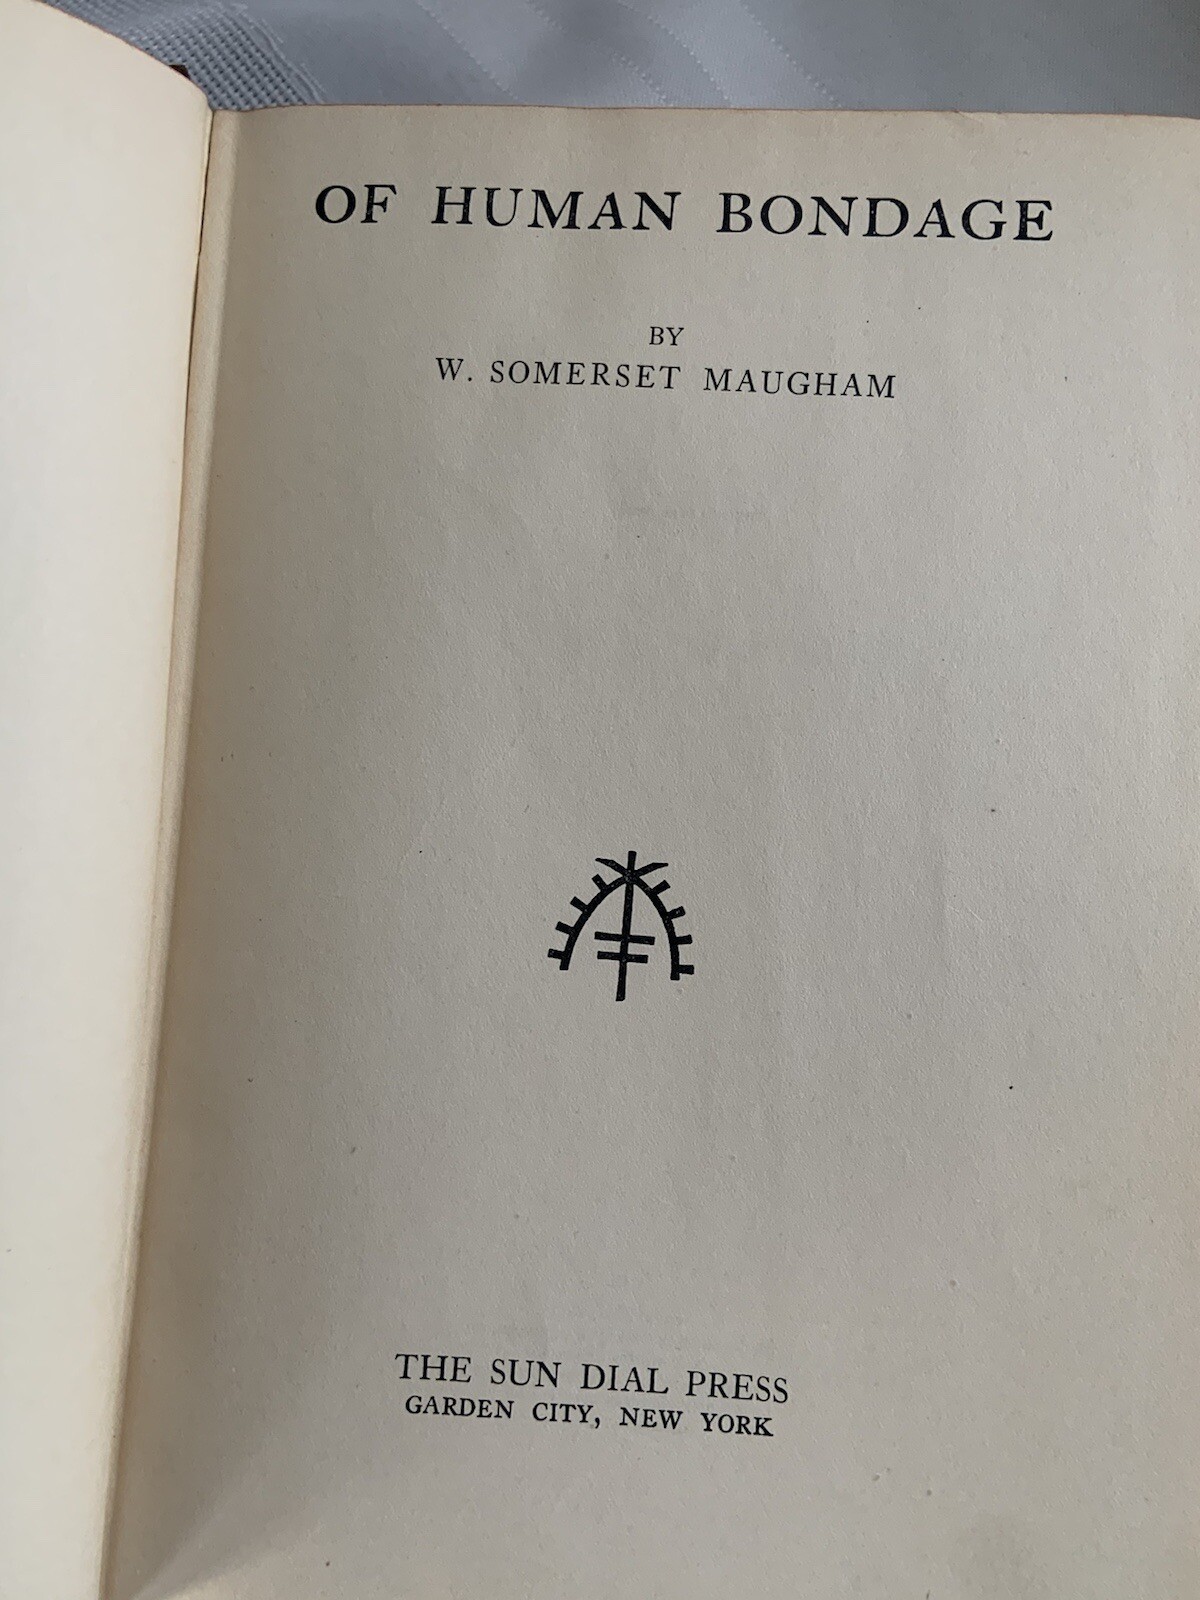 OF HUMAN BONDAGE
BY
W. SOMERSET MAUGHAM
THE SUN DIAL PRESS
GARDEN CITY, NEW YORK